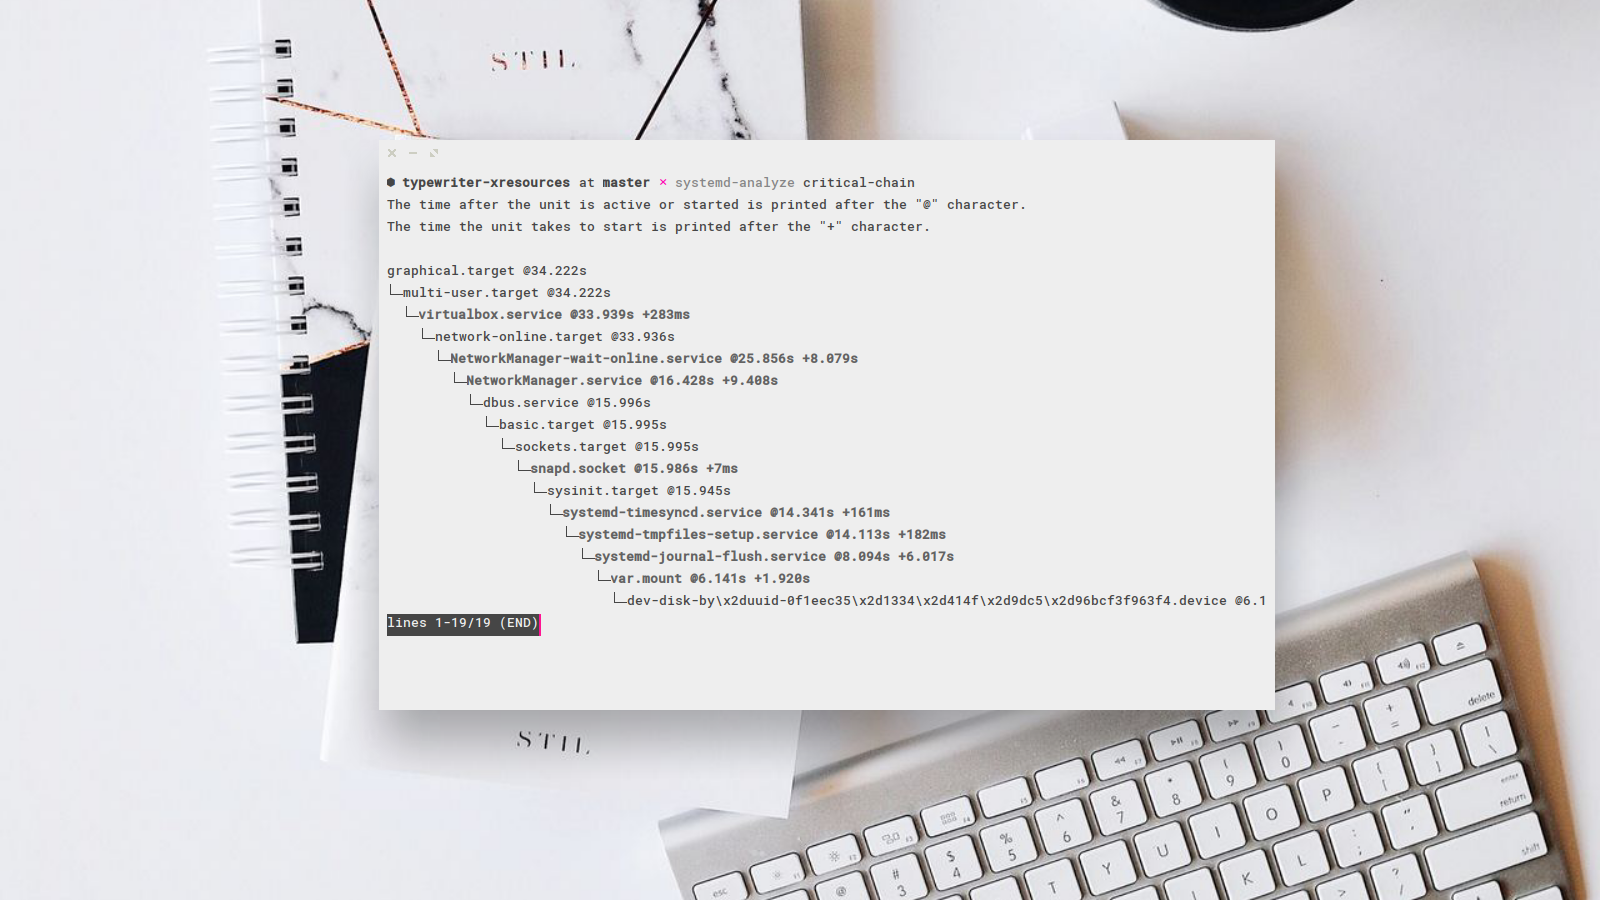 STIL
⬢ typewriter-xresources at master × systemd-analyze critical-chain
The time after the unit is active or started is printed after the "@" character.
The time the unit takes to start is printed after the "+" character.
graphical.target @34.222s
└─multi-user.target @34.222s
└─virtualbox.service @33.939s +283ms
└─network-online.target @33.936s
└─NetworkManager-wait-online.service @25.856s +8.079s
└─NetworkManager.service @16.428s +9.408s
└─dbus.service @15.996s
└─basic.target @15.995s
└─sockets.target @15.995s
└─snapd.socket @15.986s +7ms
└─sysinit.target @15.945s
└─systemd-timesyncd.service @14.341s +161ms
└─systemd-tmpfiles-setup.service @14.113s +182ms
└─systemd-journal-flush.service @8.094s +6.017s
└─var.mount @6.141s +1.920s
└─dev-disk-by\x2duuid-0f1eec35\x2d1334\x2d414f\x2d9dc5\x2d96bcf3f963f4.device @6.1
lines 1-19/19 (END)
STIL
delete
+ =
- _
) 0
( 9
* 8
& 7
^ 6
% 5
$ 4
# 3
@
esc
enter
return
P
O
I
U
Y
T
shift
L
K